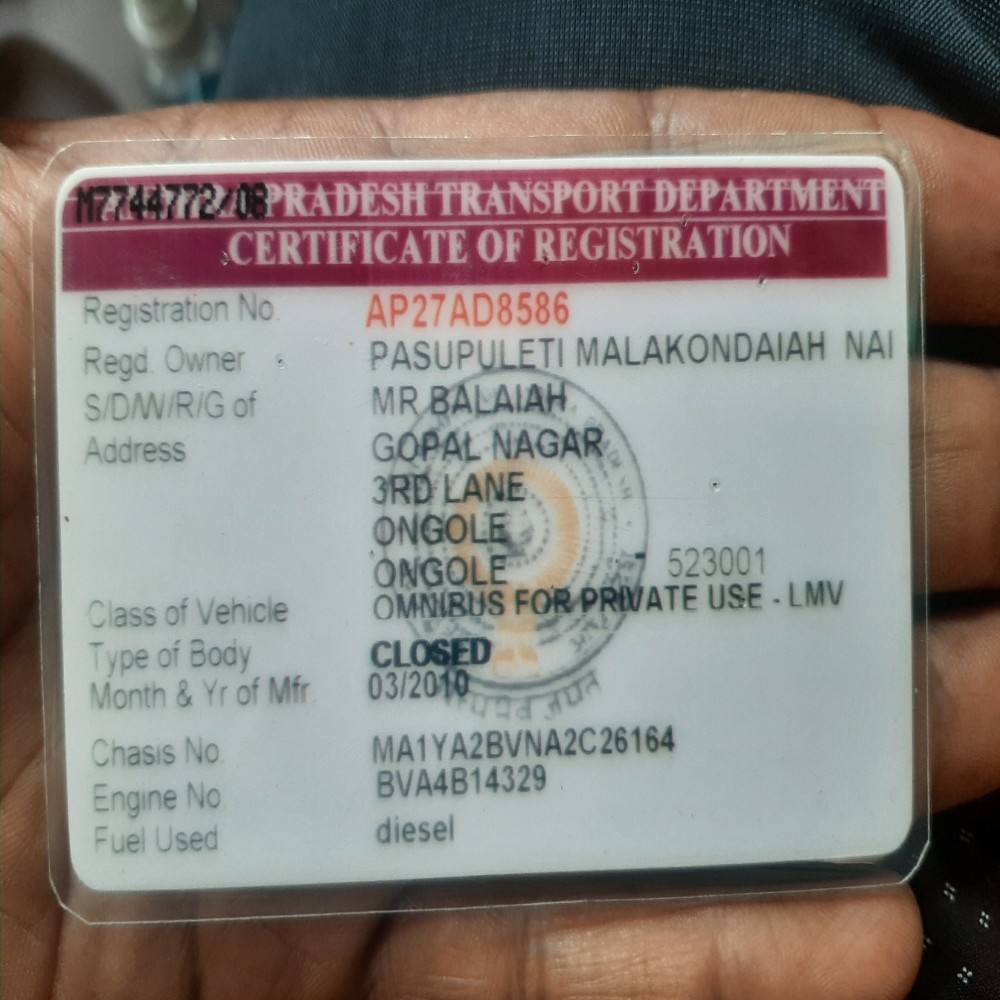 M7744772/08 PRADESH TRANSPORT DEPARTMENT
CERTIFICATE OF REGISTRATION
Registration No. AP27AD8586
Regd. Owner PASUPULETI MALAKONDAIAH NAI
S/D/W/R/G of MR BALAIAH
Address GOPAL NAGAR
3RD LANE
ONGOLE
ONGOLE 523001
Class of Vehicle OMNIBUS FOR PRIVATE USE - LMV
Type of Body CLOSED
Month & Yr of Mfr. 03/2010
Chasis No. MA1YA2BVNA2C26164
Engine No. BVA4B14329
Fuel Used diesel